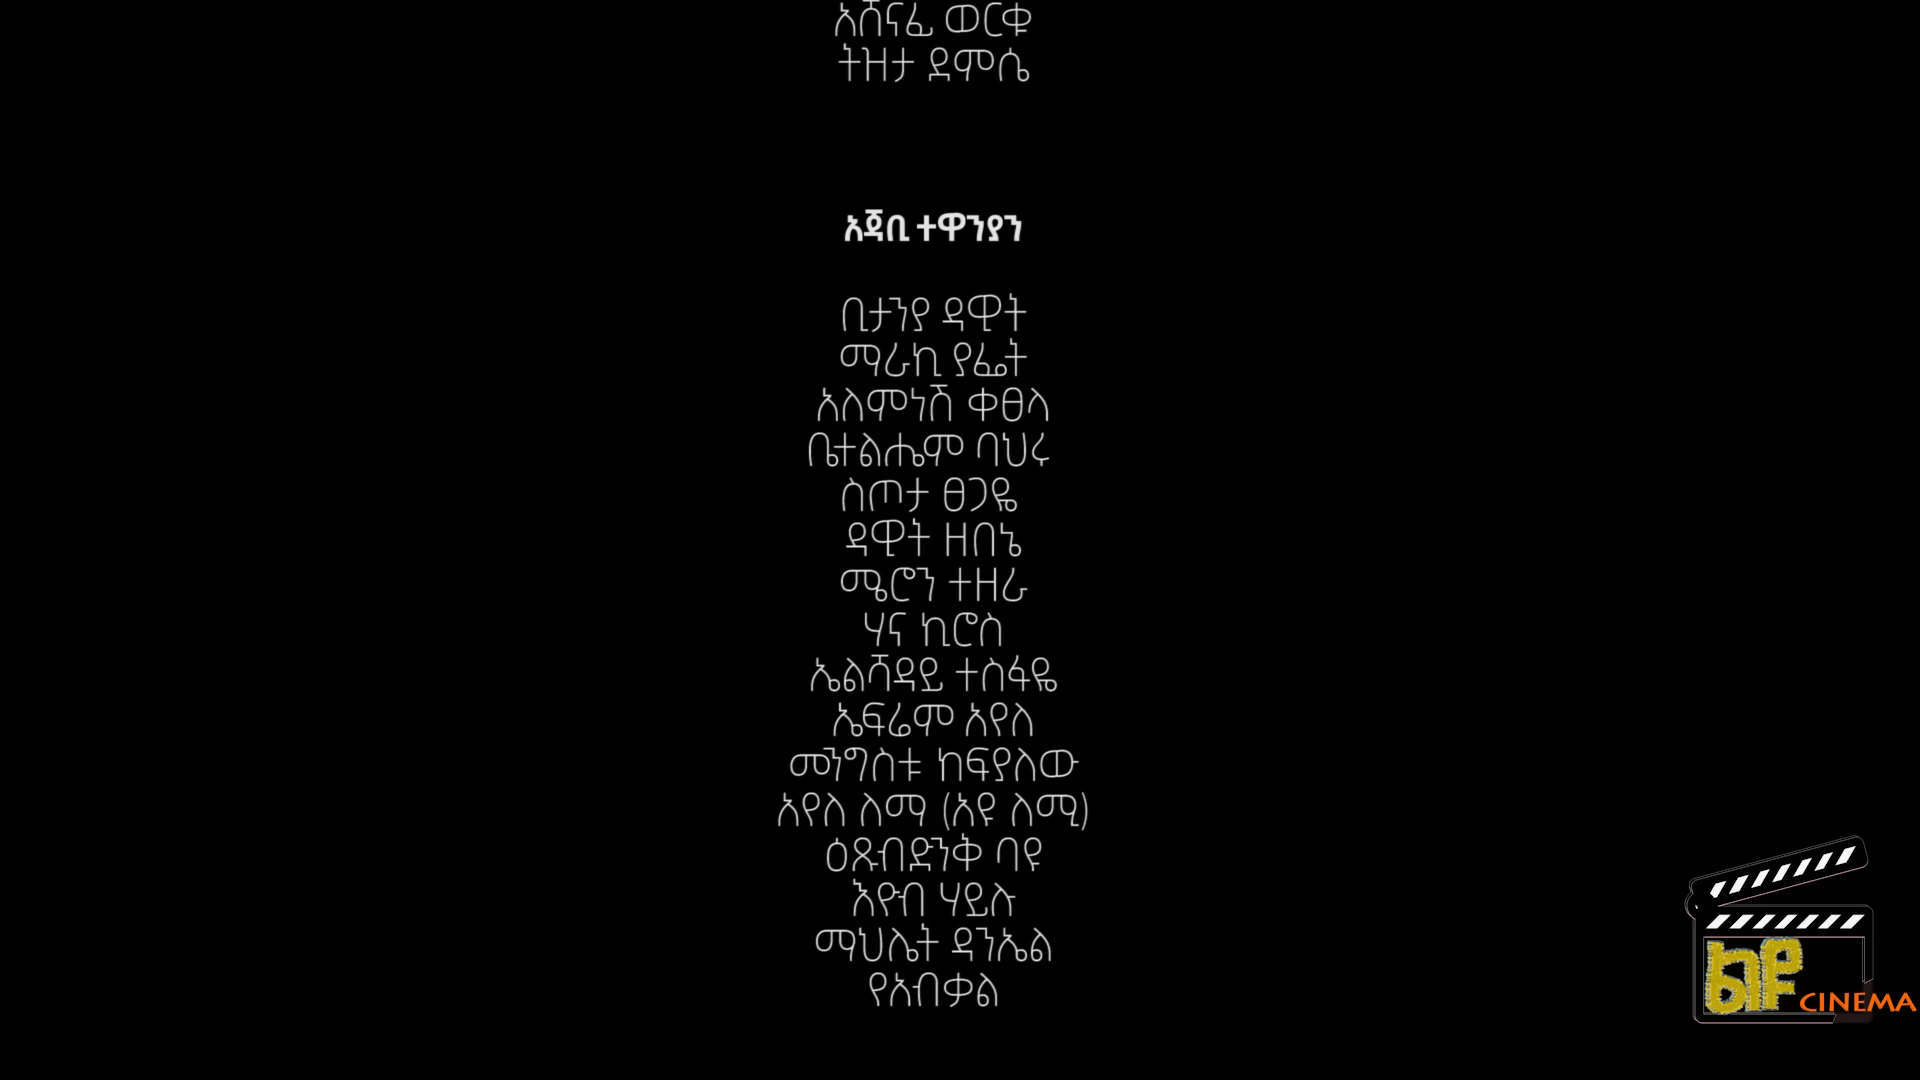 አሸናፊ ወርቁ
ትዝታ ደምሴ
አጃቢ ተዋንያን
ቢታንያ ዳዊት
ማራኪ ያፌት
አለምነሽ ቀፀላ
ቤተልሔም ባህሩ
ስጦታ ፀጋዬ
ዳዊት ዘበኔ
ሜሮን ተዘራ
ሃና ኪሮስ
ኤልሻዳይ ተስፋዬ
ኤፍሬም አየለ
መንግስቱ ከፍያለው
አየለ ለማ (አዩ ለሚ)
ዕጹብድንቅ ባዩ
እዮብ ሃይሉ
ማህሌት ዳንኤል
የአብቃል
CINEMA